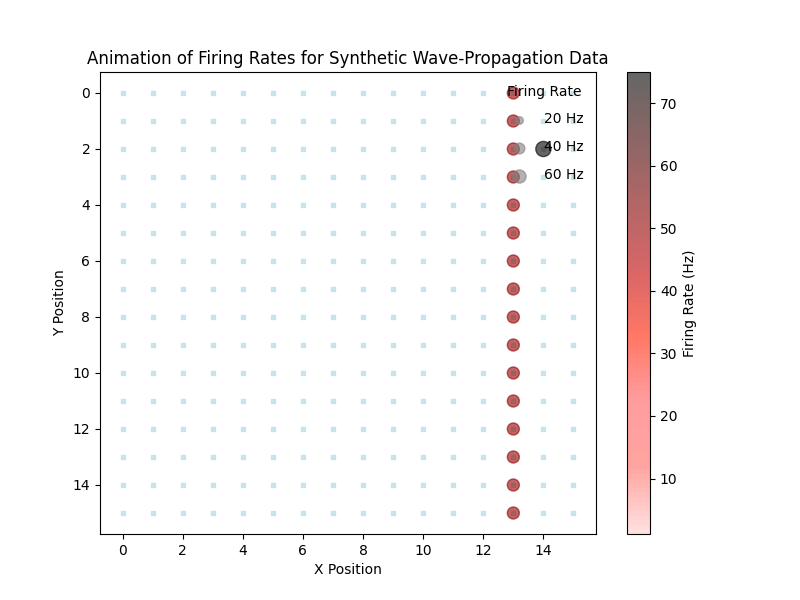 Animation of Firing Rates for Synthetic Wave-Propagation Data
Firing Rate
20 Hz
40 Hz
60 Hz
0
2
4
6
8
10
12
14
Y Position
0
2
4
6
8
10
12
14
X Position
70
60
50
40
30
20
10
Firing Rate (Hz)